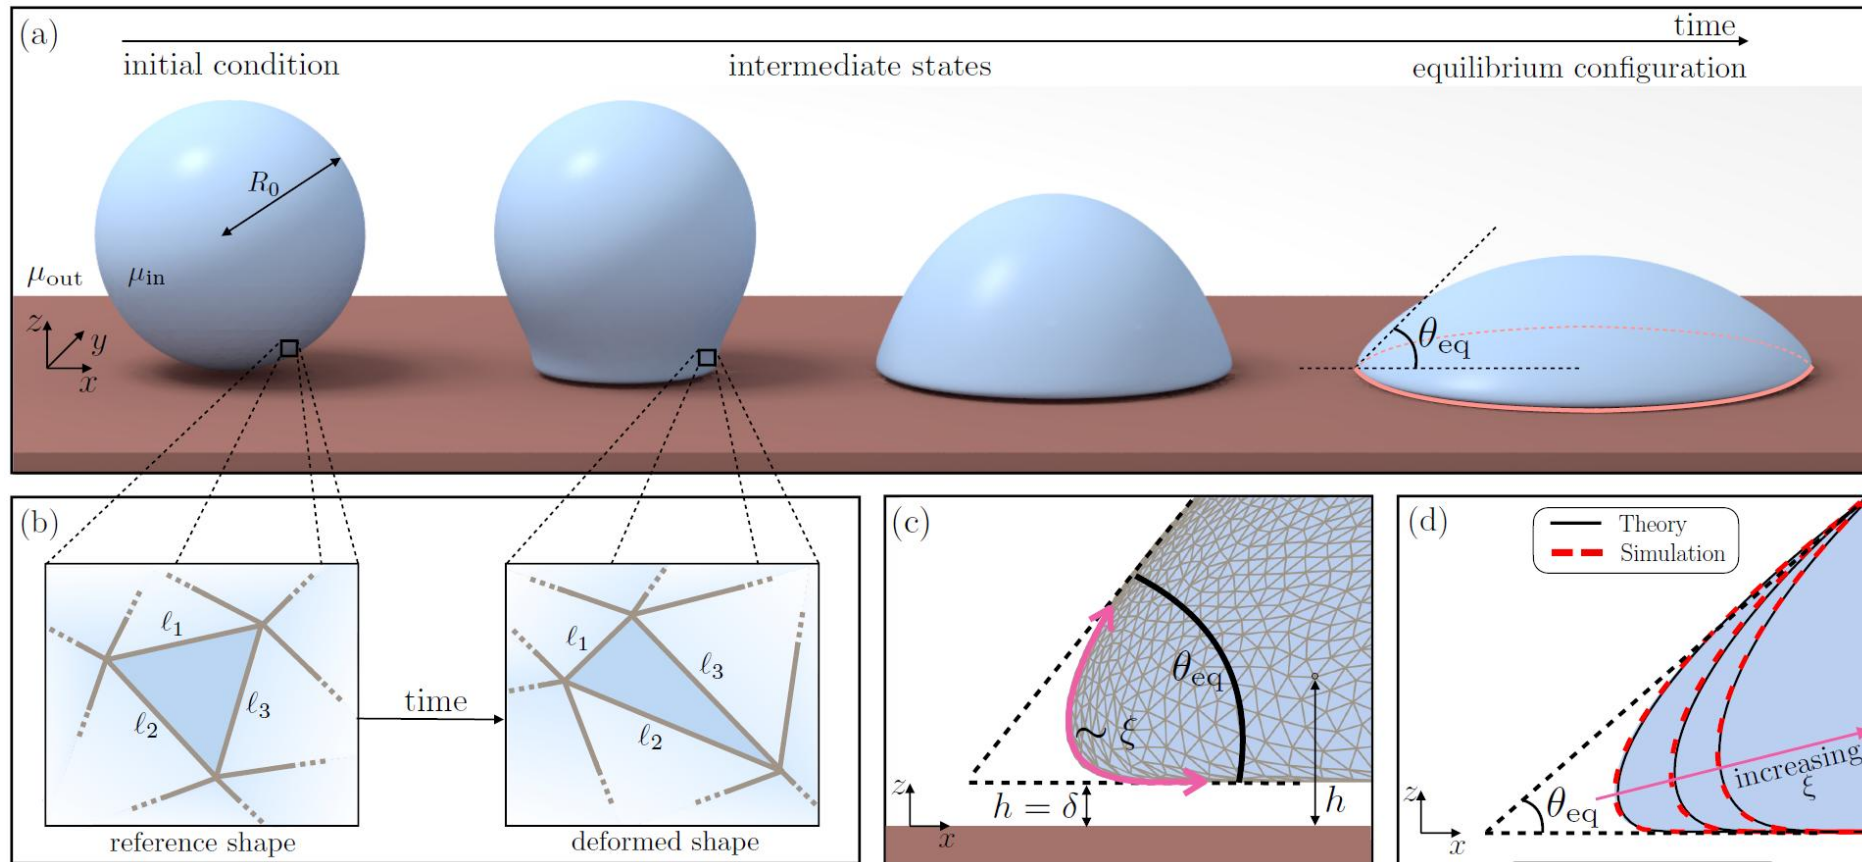 (a)
time
initial condition
intermediate states
equilibrium configuration
R₀
μout
μin
z
y
x
θeq
(b)
ℓ₁
ℓ₂
ℓ₃
time
ℓ₁
ℓ₃
ℓ₂
reference shape
deformed shape
(c)
θeq
∼ ξ
h = δ
h
z
x
(d)
Theory
Simulation
increasing
ξ
θeq
z
x